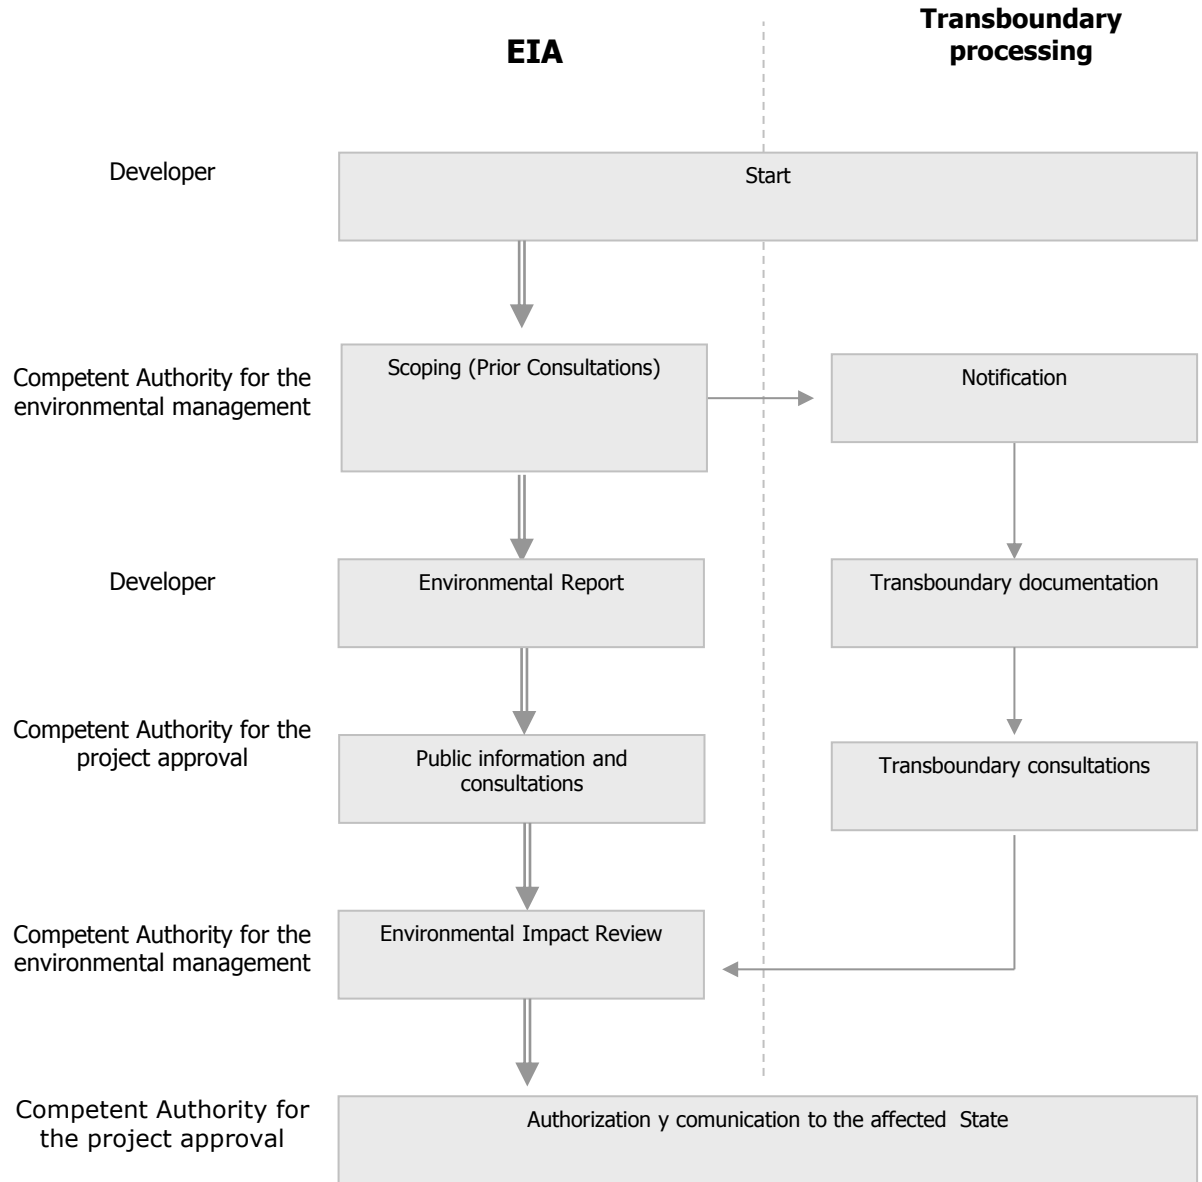 EIA
Transboundary
processing
Developer
Start
Competent Authority for the
environmental management
Scoping (Prior Consultations)
Notification
Developer
Environmental Report
Transboundary documentation
Competent Authority for the
project approval
Public information and
consultations
Transboundary consultations
Competent Authority for the
environmental management
Environmental Impact Review
Competent Authority for
the project approval
Authorization y comunication to the affected State